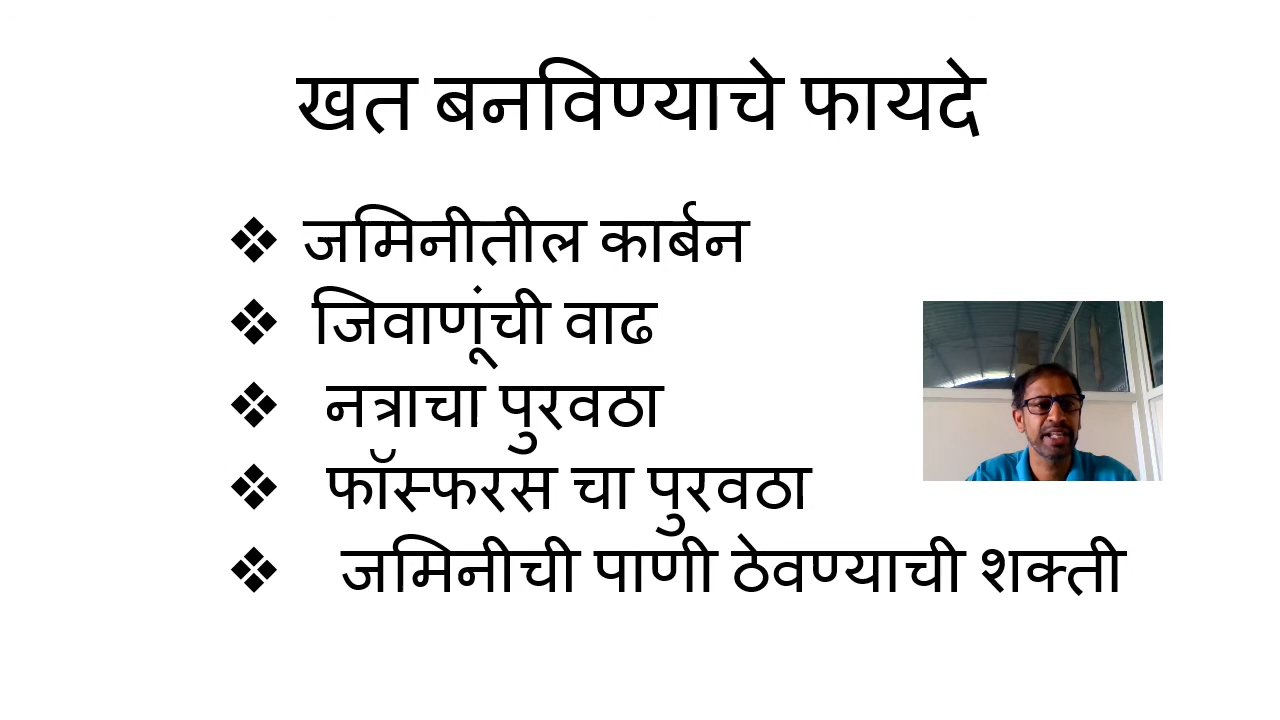 खत बनविण्याचे फायदे
❖ जमिनीतील कार्बन
❖ जिवाणूंची वाढ
❖ नत्राचा पुरवठा
❖ फॉस्फरस चा पुरवठा
❖ जमिनीची पाणी ठेवण्याची शक्ती